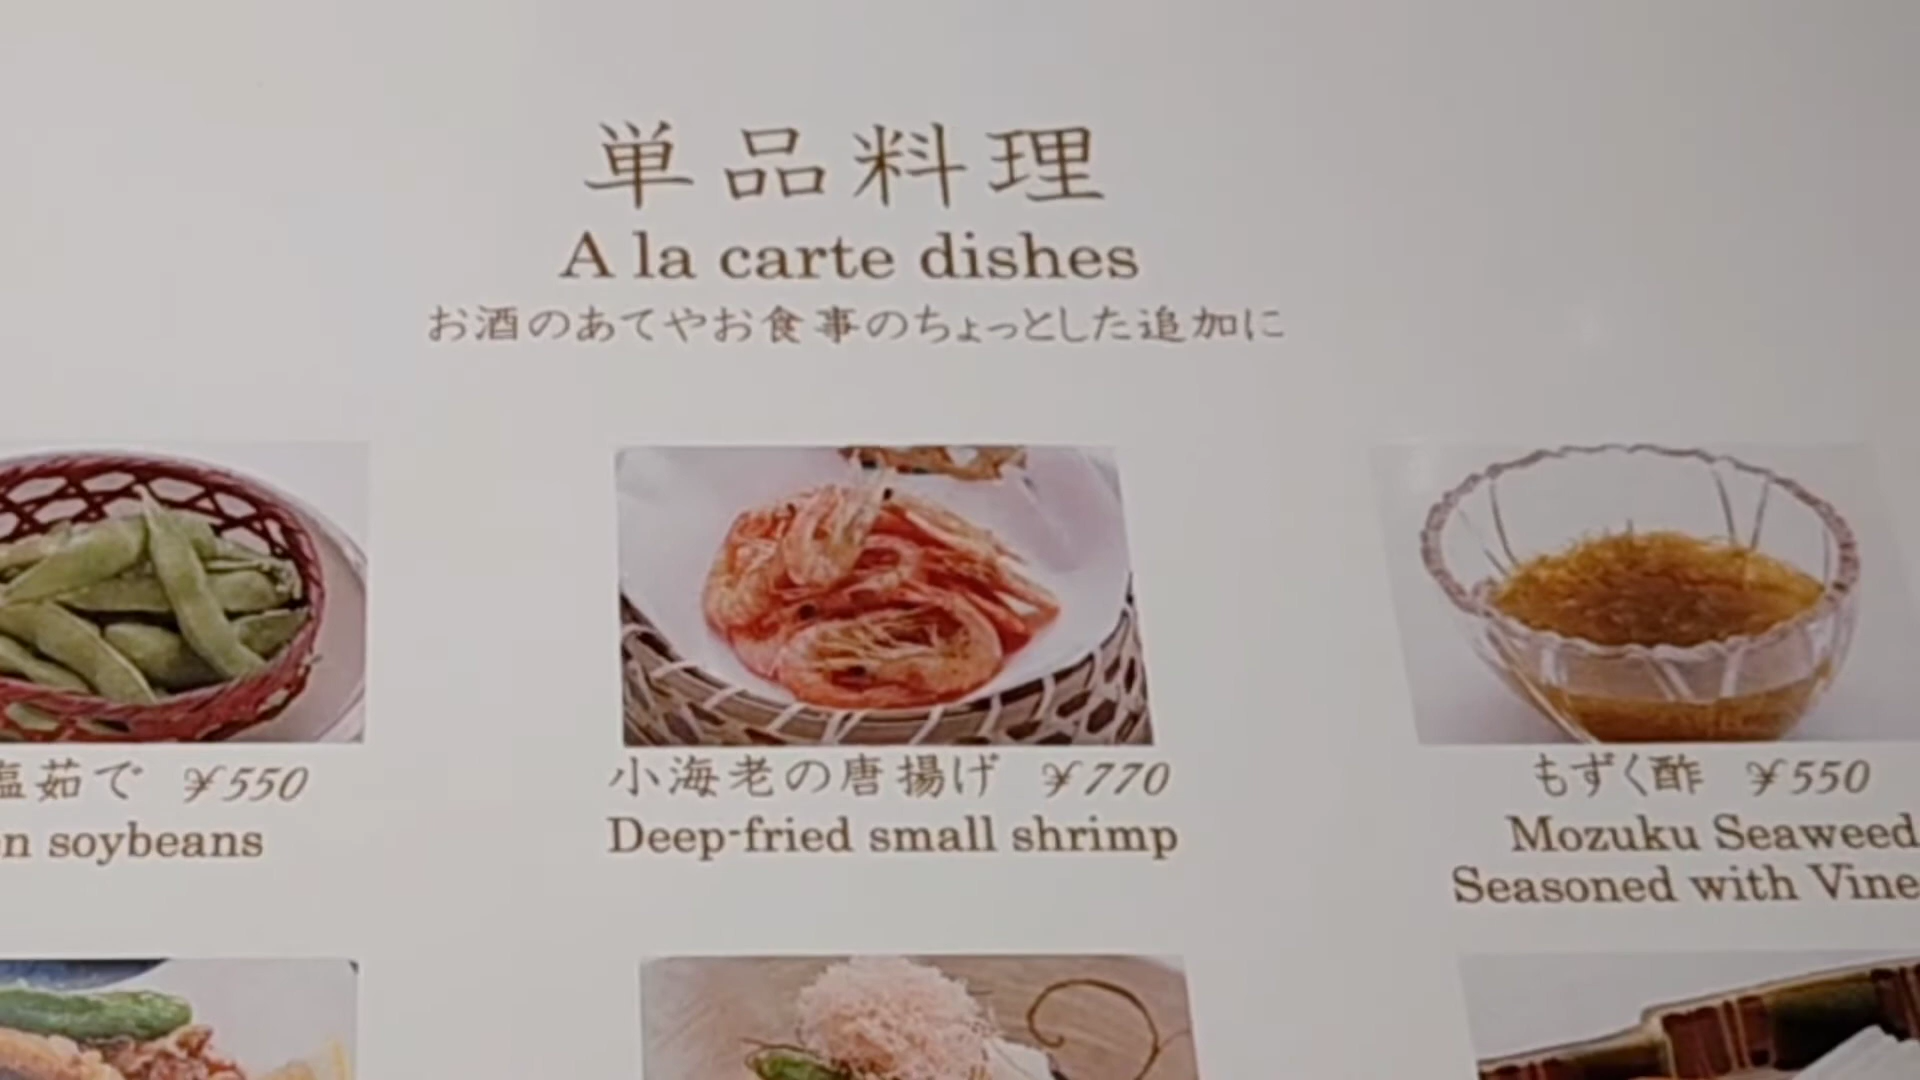 単品料理
A la carte dishes
お酒のあてやお食事のちょっとした追加に
塩茹で ¥550
n soybeans
小海老の唐揚げ ¥770
Deep-fried small shrimp
もずく酢 ¥550
Mozuku Seaweed
Seasoned with Vine